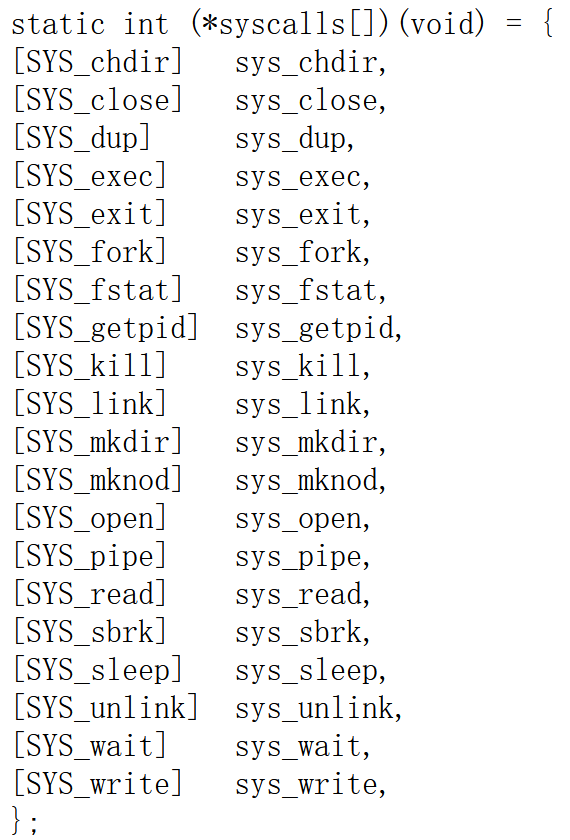 static int (*syscalls[])(void) = {
[SYS_chdir]   sys_chdir,
[SYS_close]   sys_close,
[SYS_dup]     sys_dup,
[SYS_exec]    sys_exec,
[SYS_exit]    sys_exit,
[SYS_fork]    sys_fork,
[SYS_fstat]   sys_fstat,
[SYS_getpid]  sys_getpid,
[SYS_kill]    sys_kill,
[SYS_link]    sys_link,
[SYS_mkdir]   sys_mkdir,
[SYS_mknod]   sys_mknod,
[SYS_open]    sys_open,
[SYS_pipe]    sys_pipe,
[SYS_read]    sys_read,
[SYS_sbrk]    sys_sbrk,
[SYS_sleep]   sys_sleep,
[SYS_unlink]  sys_unlink,
[SYS_wait]    sys_wait,
[SYS_write]   sys_write,
};